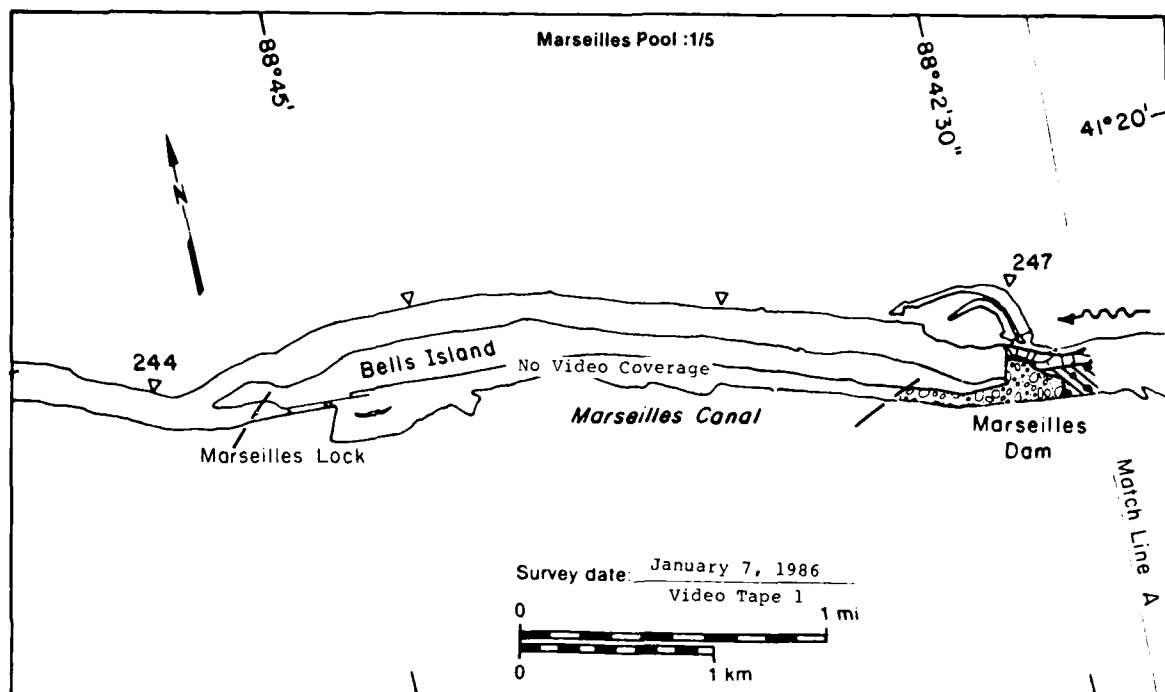 Marseilles Pool :1/5
88°45'
88°42'30"
41°20'
N
247
244
Bells Island
No Video Coverage
Marseilles Canal
Marseilles Lock
Marseilles
Dam
Match Line A
Survey date: January 7, 1986
Video Tape 1
0 1 mi
0 1 km